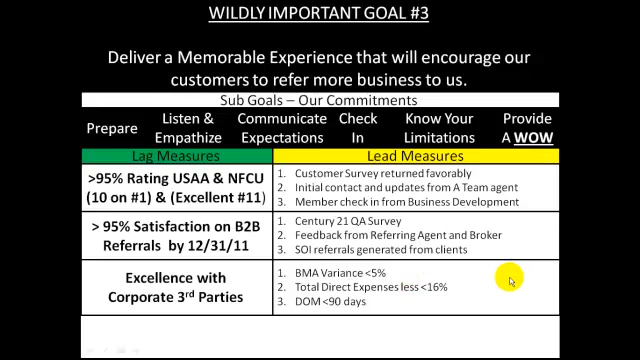 WILDLY IMPORTANT GOAL #3
Deliver a Memorable Experience that will encourage our
customers to refer more business to us.
Sub Goals – Our Commitments
Prepare
Listen &
Empathize
Communicate
Expectations
Check
In
Know Your
Limitations
Provide
A WOW
Lag Measures
Lead Measures
>95% Rating USAA & NFCU
(10 on #1) & (Excellent #11)
1. Customer Survey returned favorably
2. Initial contact and updates from A Team agent
3. Member check in from Business Development
> 95% Satisfaction on B2B
Referrals by 12/31/11
1. Century 21 QA Survey
2. Feedback from Referring Agent and Broker
3. SOI referrals generated from clients
Excellence with
Corporate 3rd Parties
1. BMA Variance <5%
2. Total Direct Expenses less <16%
3. DOM <90 days